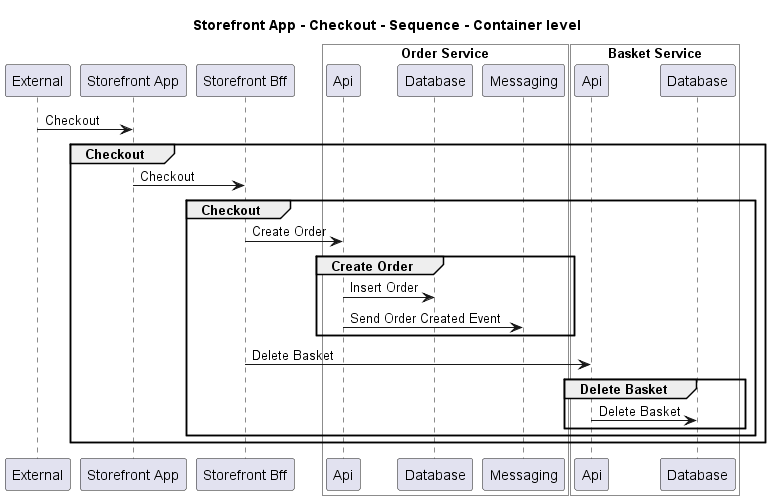 Storefront App - Checkout - Sequence - Container level
Order Service
Basket Service
External
Storefront App
Storefront Bff
Api
Database
Messaging
Api
Database
Checkout
Checkout
Checkout
Checkout
Create Order
Create Order
Insert Order
Send Order Created Event
Delete Basket
Delete Basket
Delete Basket
External
Storefront App
Storefront Bff
Api
Database
Messaging
Api
Database